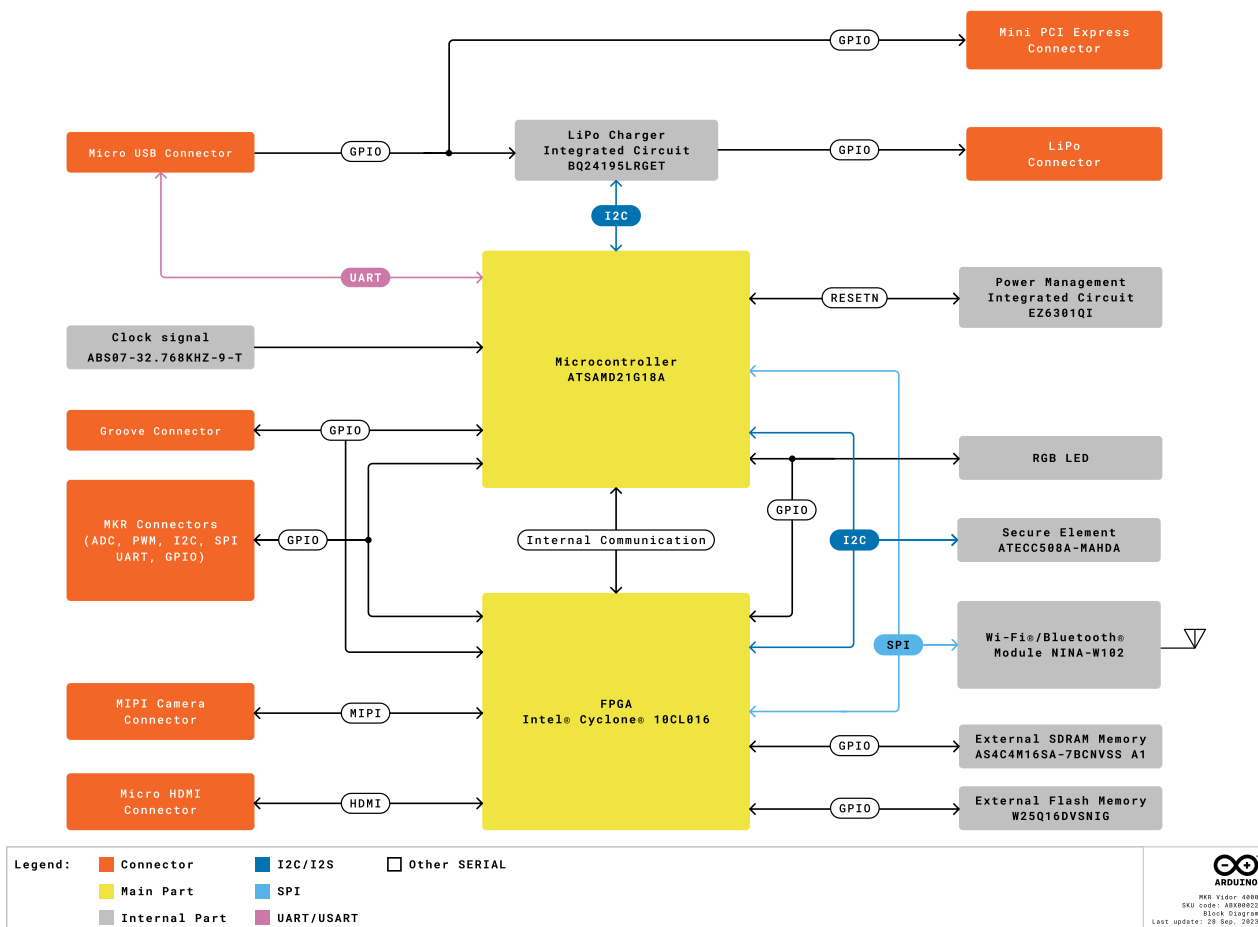 GPIO
Mini PCI Express
Connector
Micro USB Connector
GPIO
LiPo Charger
Integrated Circuit
BQ24195LRGET
GPIO
LiPo
Connector
I2C
UART
Power Management
Integrated Circuit
EZ6301QI
RESETN
Clock signal
ABS07-32.768KHZ-9-T
Microcontroller
ATSAMD21G18A
Groove Connector
GPIO
RGB LED
GPIO
MKR Connectors
(ADC, PWM, I2C, SPI
UART, GPIO)
GPIO
Internal Communication
I2C
Secure Element
ATECC508A-MAHDA
SPI
Wi-Fi®/Bluetooth®
Module NINA-W102
FPGA
Intel® Cyclone® 10CL016
MIPI Camera
Connector
MIPI
GPIO
External SDRAM Memory
AS4C4M16SA-7BCNVSS A1
Micro HDMI
Connector
HDMI
GPIO
External Flash Memory
W25Q16DVSNIG
Legend:
Connector
I2C/I2S
Other SERIAL
Main Part
SPI
Internal Part
UART/USART
ARDUINO
MKR Vidor 4000
SKU code: ABX00022
Block Diagram
Last update: 28 Sep, 2023